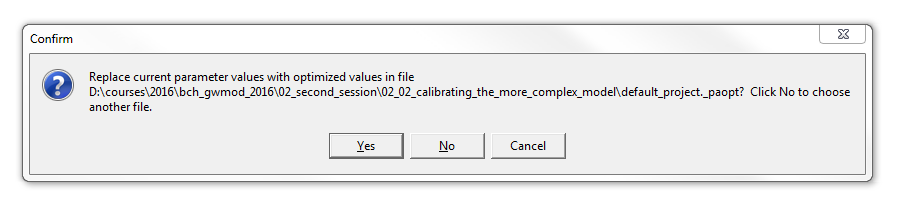 Confirm
Replace current parameter values with optimized values in file
D:\courses\2016\bch_gwmod_2016\02_second_session\02_02_calibrating_the_more_complex_model\default_project._paopt?  Click No to choose
another file.
Yes No Cancel